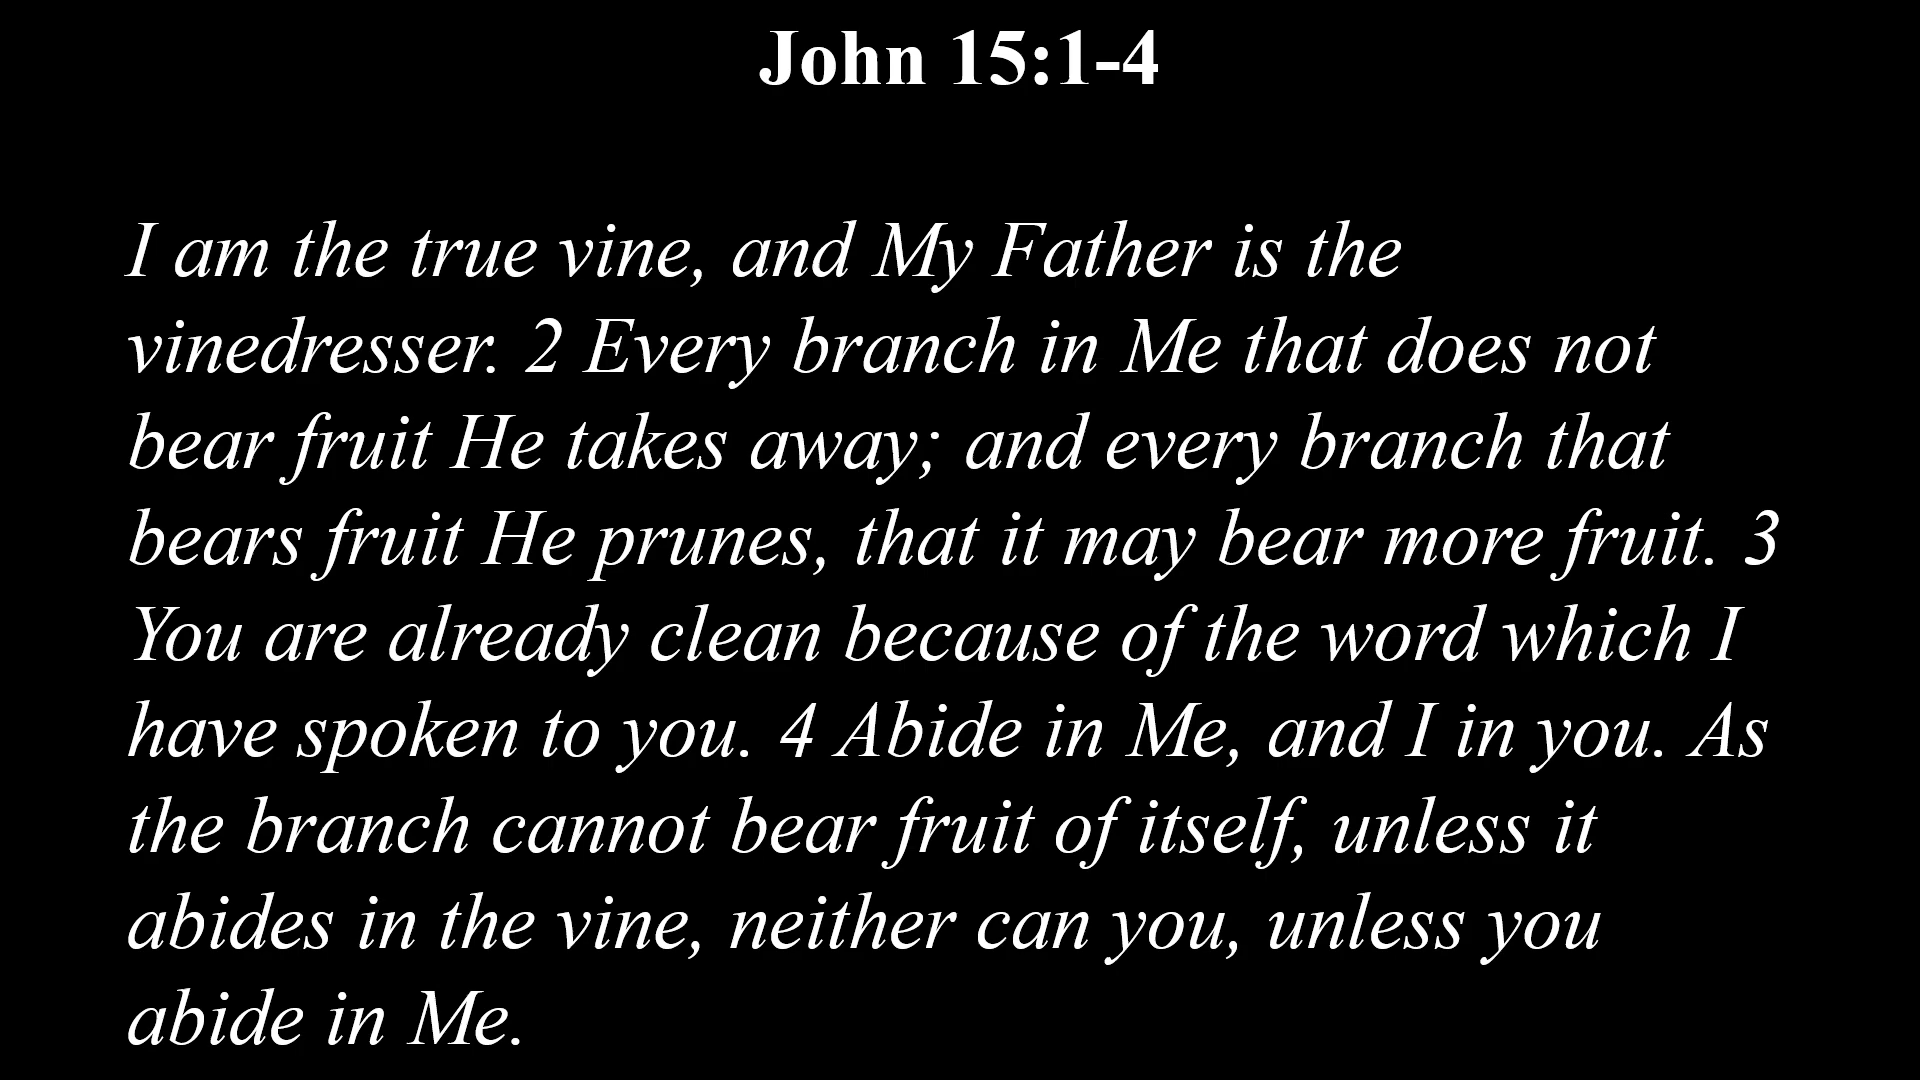 John 15:1-4
I am the true vine, and My Father is the
vinedresser. 2 Every branch in Me that does not
bear fruit He takes away; and every branch that
bears fruit He prunes, that it may bear more fruit. 3
You are already clean because of the word which I
have spoken to you. 4 Abide in Me, and I in you. As
the branch cannot bear fruit of itself, unless it
abides in the vine, neither can you, unless you
abide in Me.